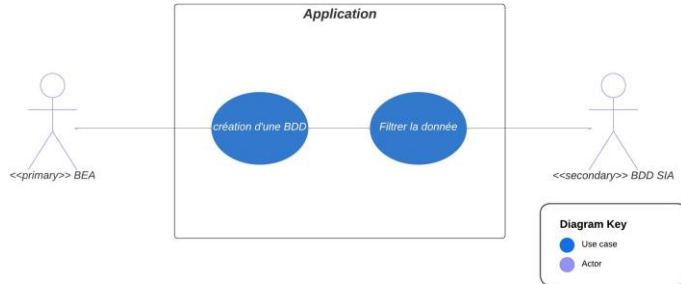 Application
création d'une BDD
Filtrer la donnée
<<primary>> BEA
<<secondary>> BDD SIA
Diagram Key
Use case
Actor